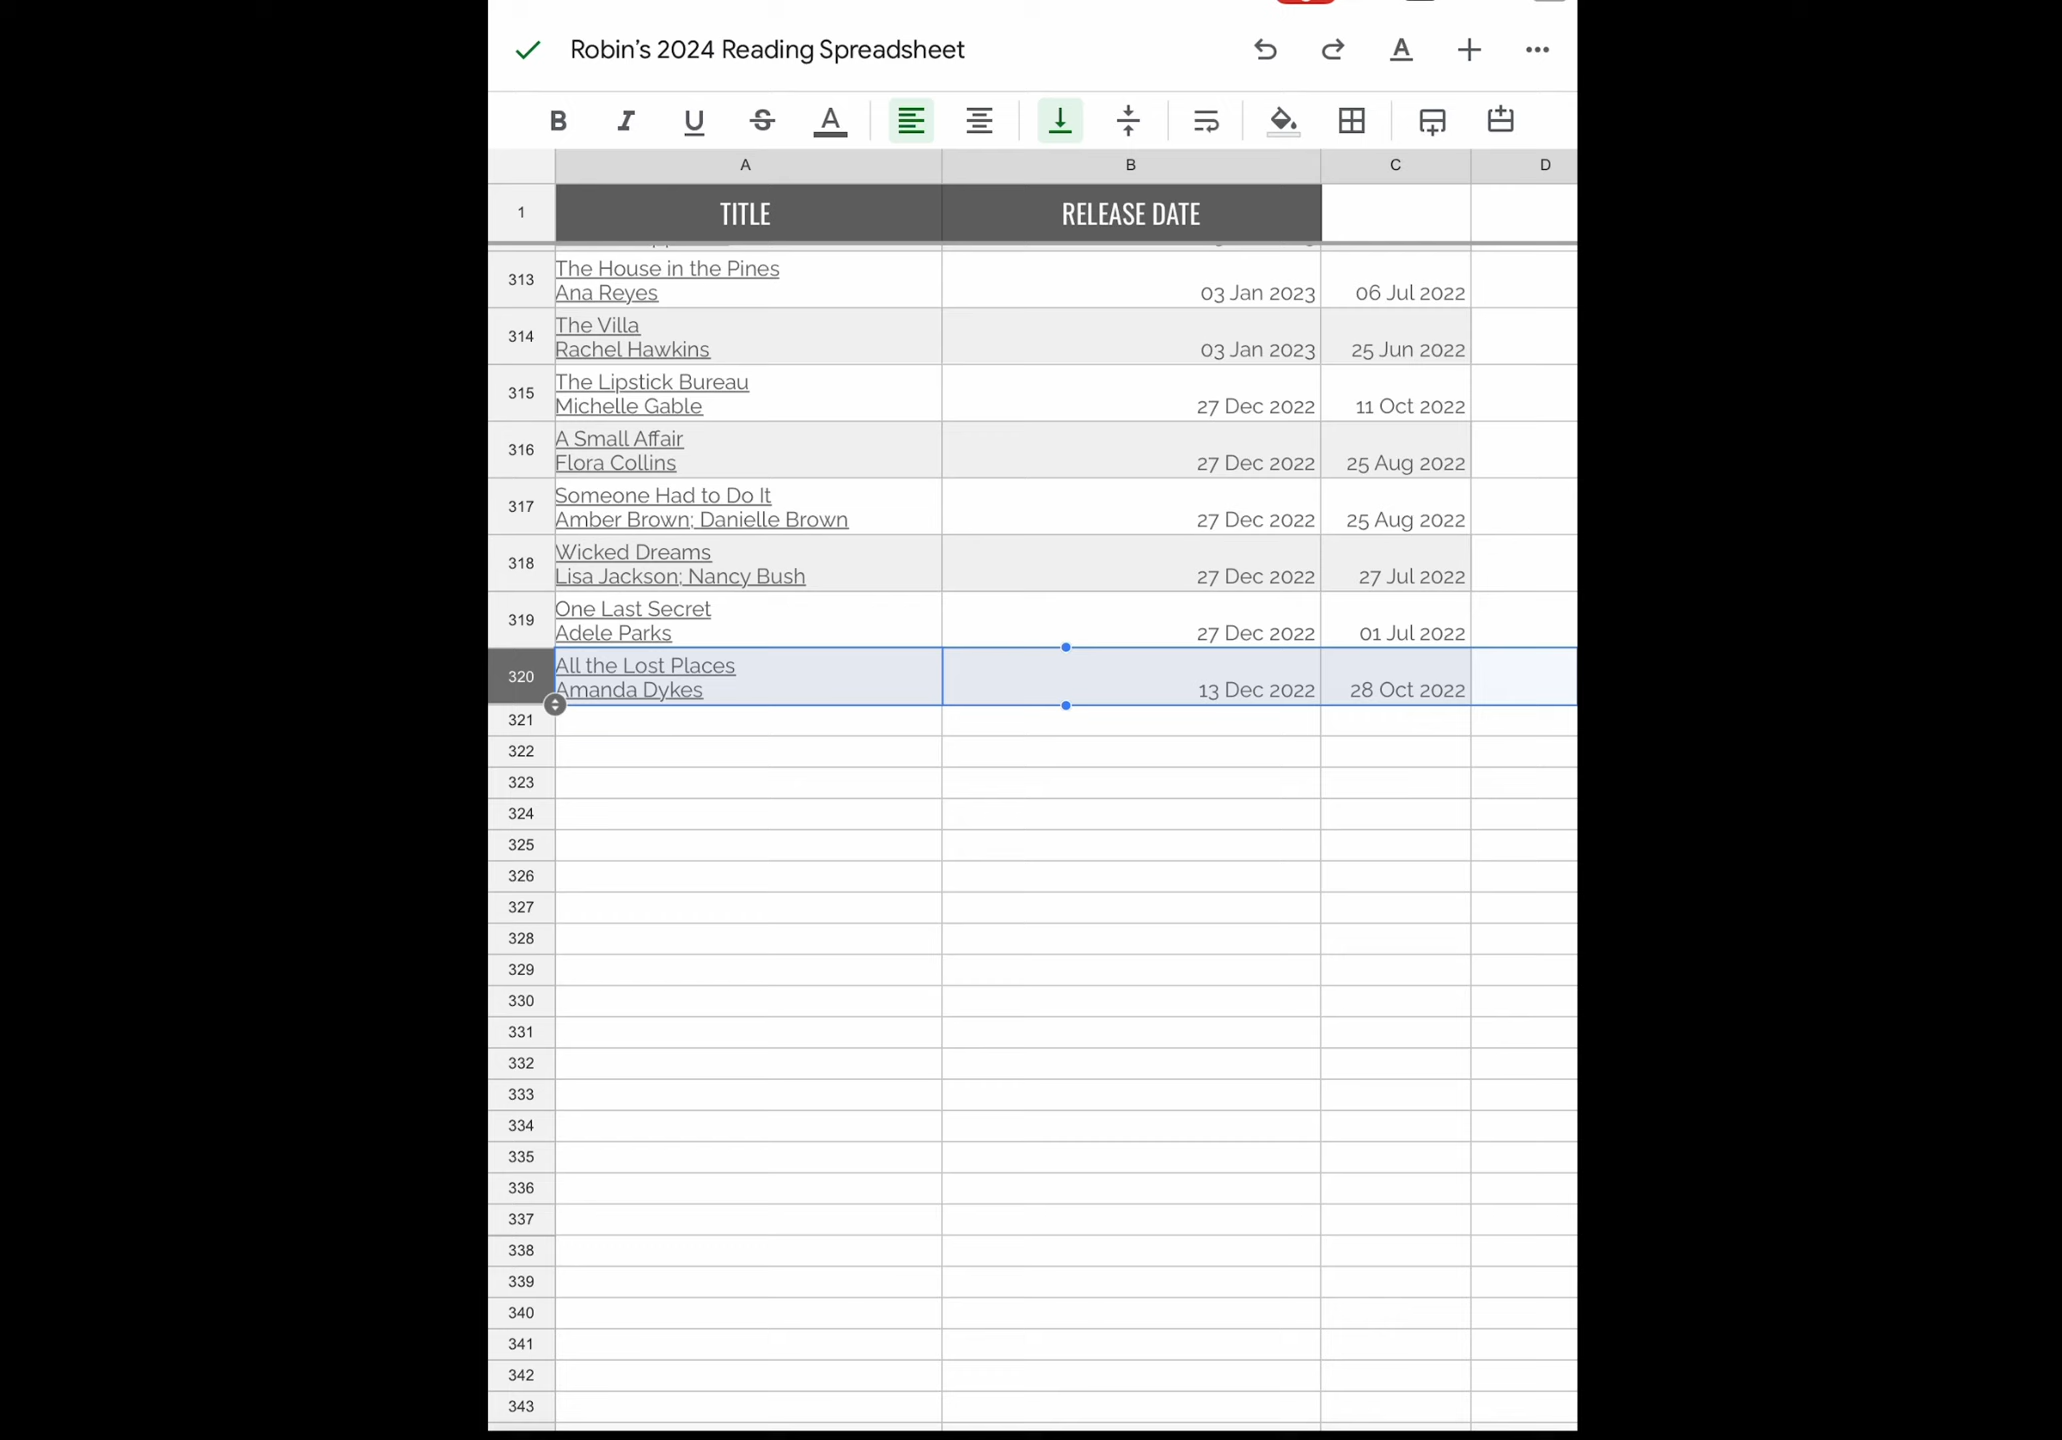 Robin's 2024 Reading Spreadsheet
B I U S A
A B C D
1 TITLE RELEASE DATE
313 The House in the Pines
Ana Reyes 03 Jan 2023 06 Jul 2022
314 The Villa
Rachel Hawkins 03 Jan 2023 25 Jun 2022
315 The Lipstick Bureau
Michelle Gable 27 Dec 2022 11 Oct 2022
316 A Small Affair
Flora Collins 27 Dec 2022 25 Aug 2022
317 Someone Had to Do It
Amber Brown; Danielle Brown 27 Dec 2022 25 Aug 2022
318 Wicked Dreams
Lisa Jackson; Nancy Bush 27 Dec 2022 27 Jul 2022
319 One Last Secret
Adele Parks 27 Dec 2022 01 Jul 2022
320 All the Lost Places
Amanda Dykes 13 Dec 2022 28 Oct 2022
321
322
323
324
325
326
327
328
329
330
331
332
333
334
335
336
337
338
339
340
341
342
343